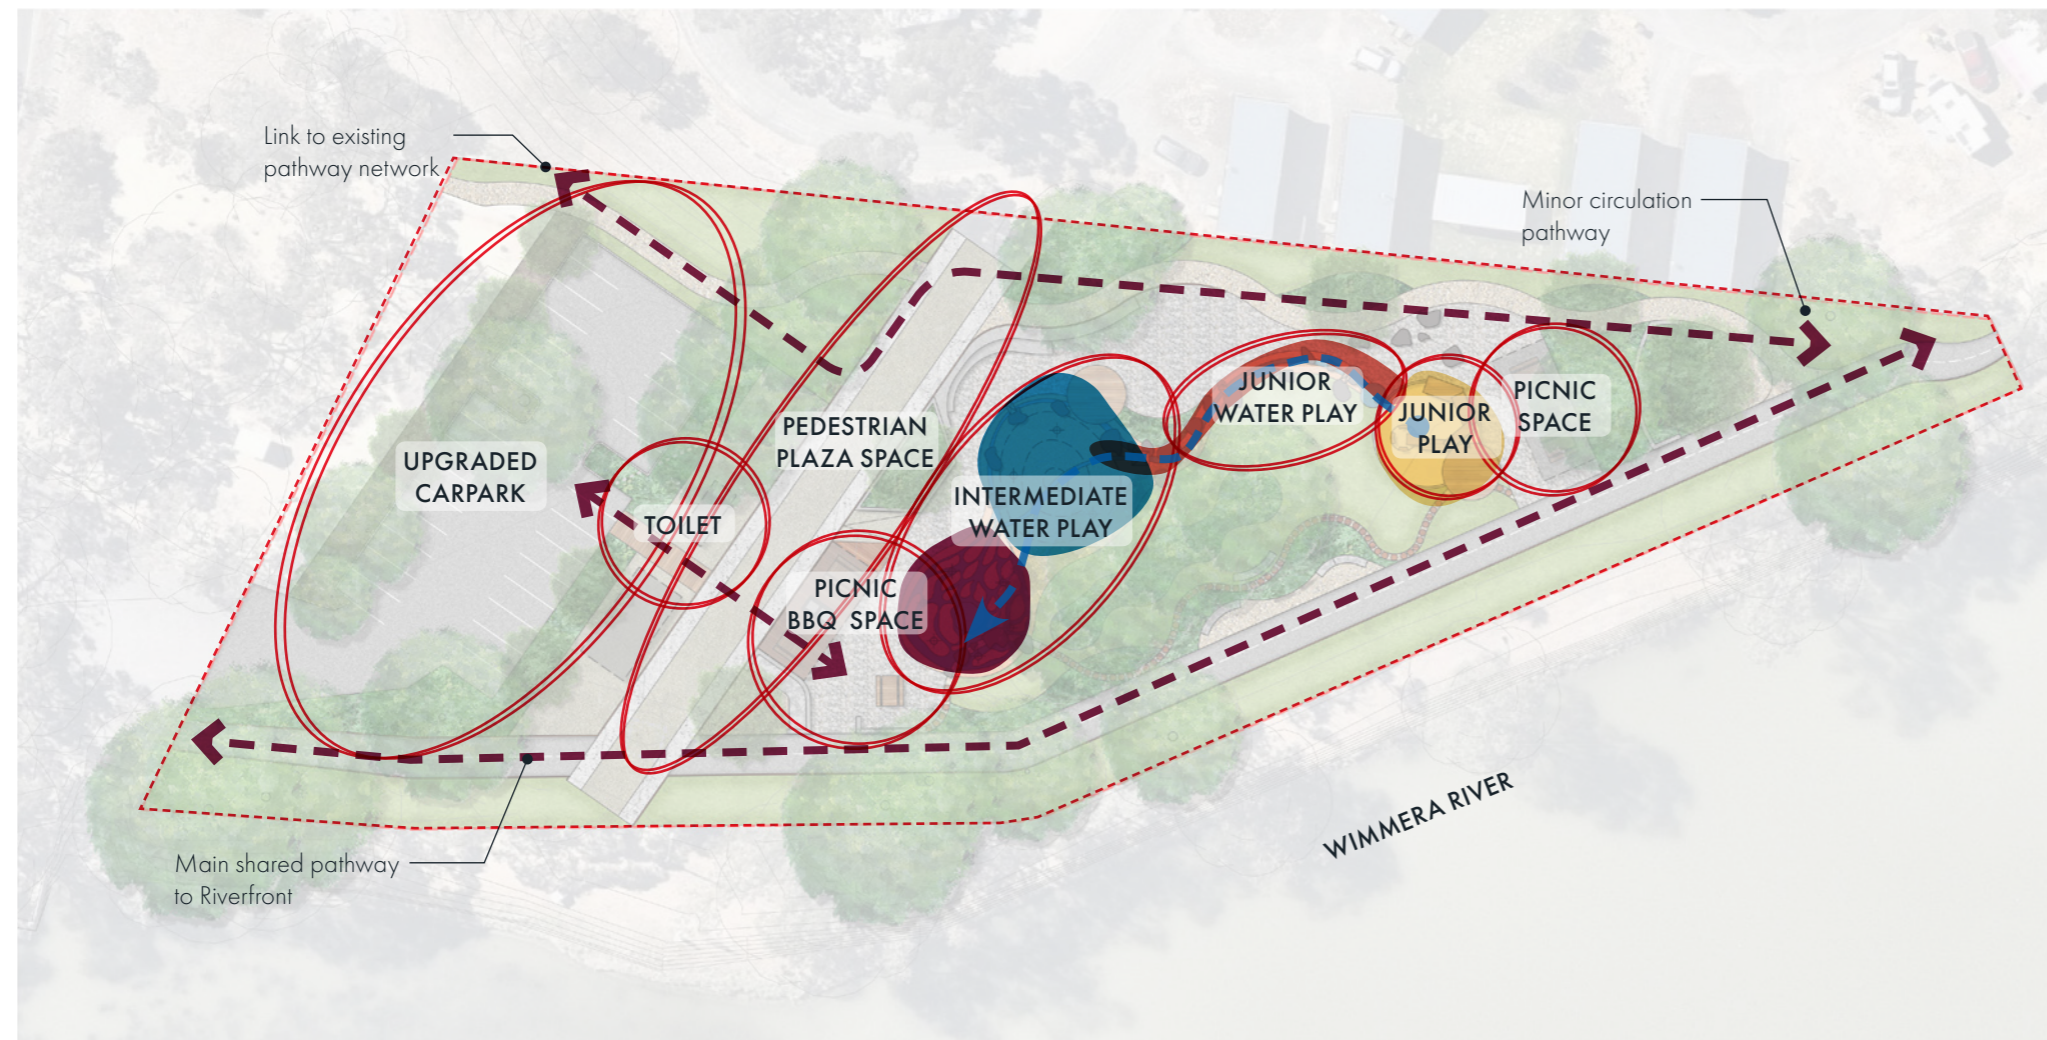 Link to existing
pathway network
Minor circulation
pathway
UPGRADED
CARPARK
TOILET
PEDESTRIAN
PLAZA SPACE
PICNIC
BBQ SPACE
INTERMEDIATE
WATER PLAY
JUNIOR
WATER PLAY
JUNIOR
PLAY
PICNIC
SPACE
Main shared pathway
to Riverfront
WIMMERA RIVER